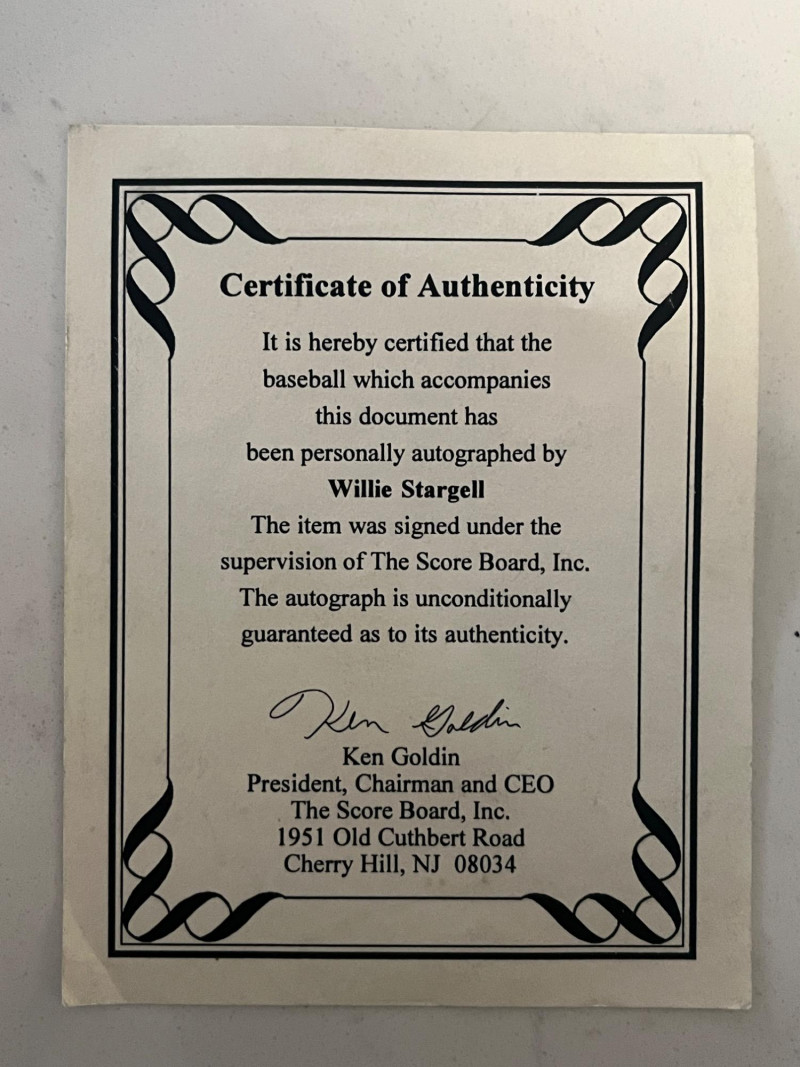 Certificate of Authenticity
It is hereby certified that the
baseball which accompanies
this document has
been personally autographed by
Willie Stargell
The item was signed under the
supervision of The Score Board, Inc.
The autograph is unconditionally
guaranteed as to its authenticity.
Ken Goldin
Ken Goldin
President, Chairman and CEO
The Score Board, Inc.
1951 Old Cuthbert Road
Cherry Hill, NJ 08034